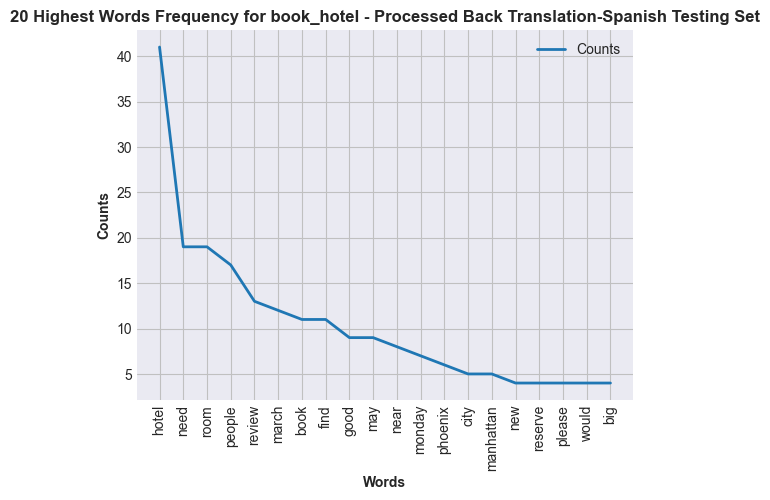 20 Highest Words Frequency for book_hotel - Processed Back Translation-Spanish Testing Set
Counts
40
35
30
25
20
15
10
5
Counts
hotel
need
room
people
review
march
book
find
good
may
near
monday
phoenix
city
manhattan
new
reserve
please
would
big
Words